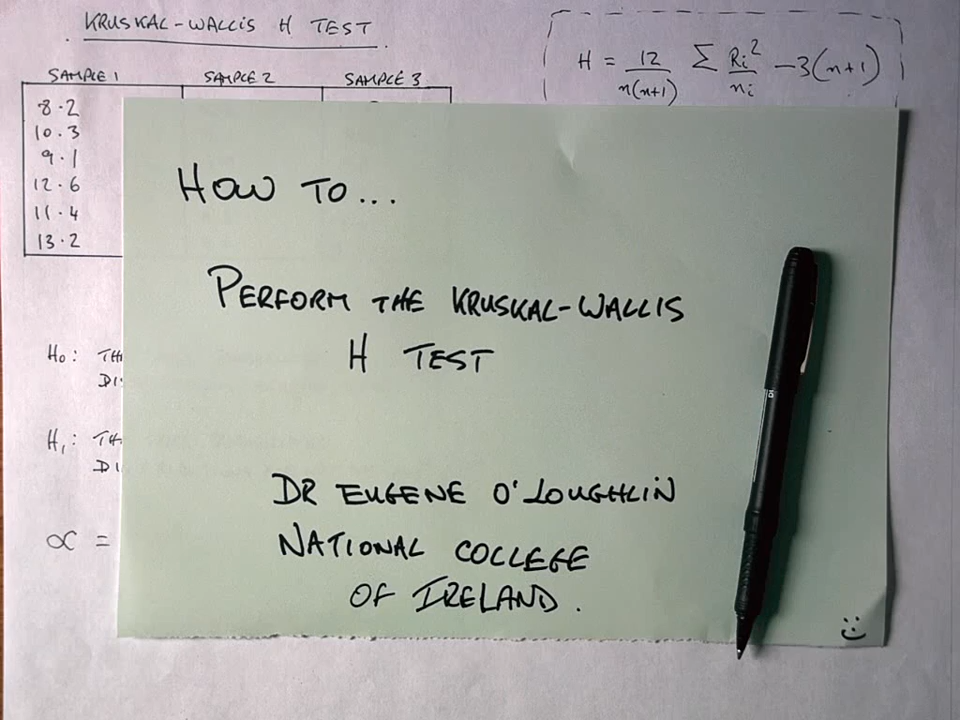 KRUSKAL-WALLIS H TEST
H = 12/n(n+1) Σ Ri²/ni - 3(n+1)
SAMPLE 1 SAMPLE 2 SAMPLE 3
8.2
10.3
9.1
12.6
11.4
13.2
HOW TO...
PERFORM THE KRUSKAL-WALLIS
H TEST
H0:
H1:
∝ =
DR EUGENE O'LOUGHLIN
NATIONAL COLLEGE
OF IRELAND.